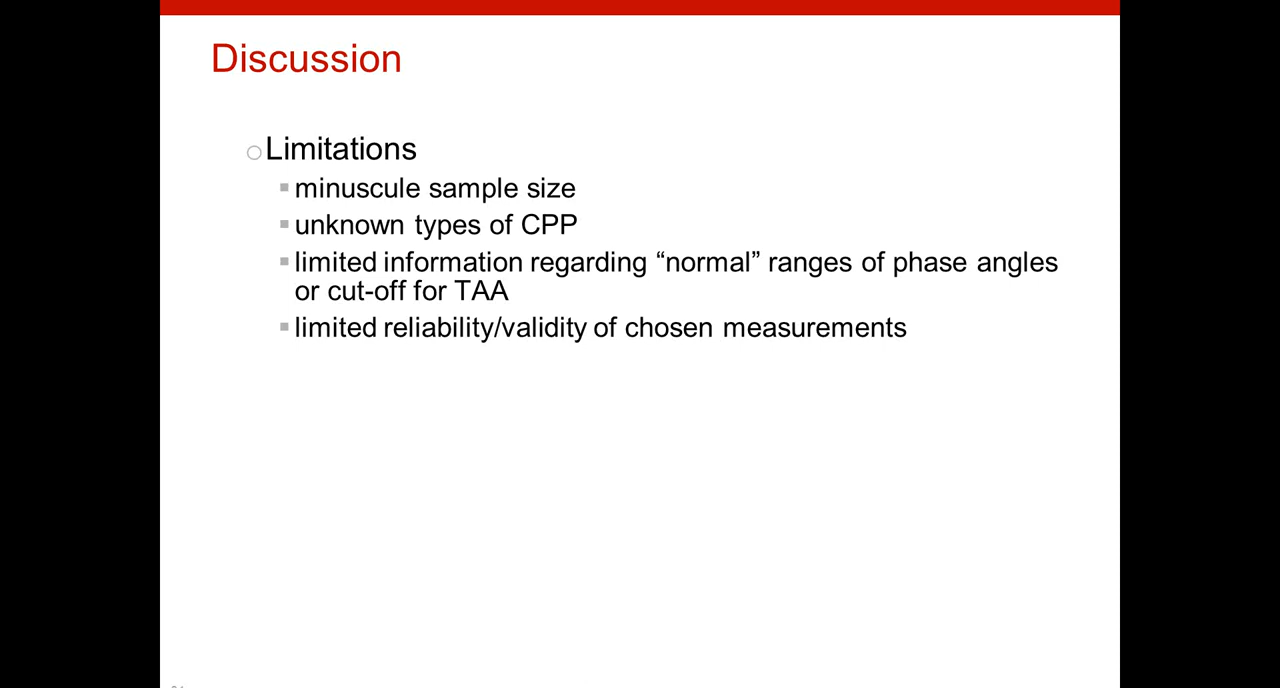 Discussion
Limitations
minuscule sample size
unknown types of CPP
limited information regarding “normal” ranges of phase angles
or cut-off for TAA
limited reliability/validity of chosen measurements